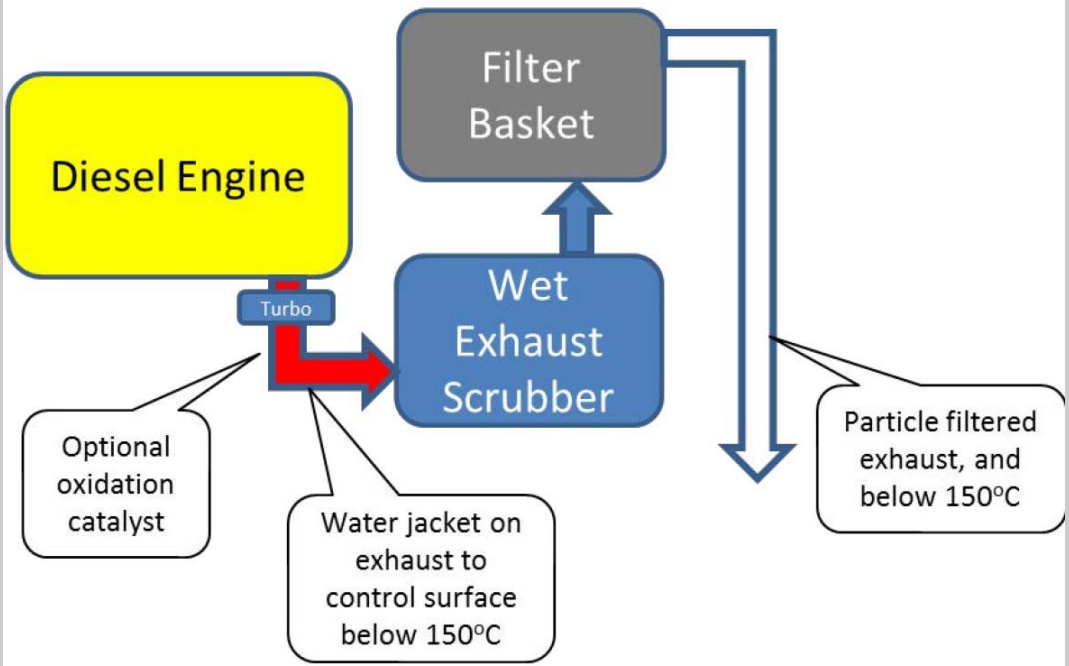 Diesel Engine
Turbo
Filter
Basket
Wet
Exhaust
Scrubber
Optional
oxidation
catalyst
Water jacket on
exhaust to
control surface
below 150°C
Particle filtered
exhaust, and
below 150°C